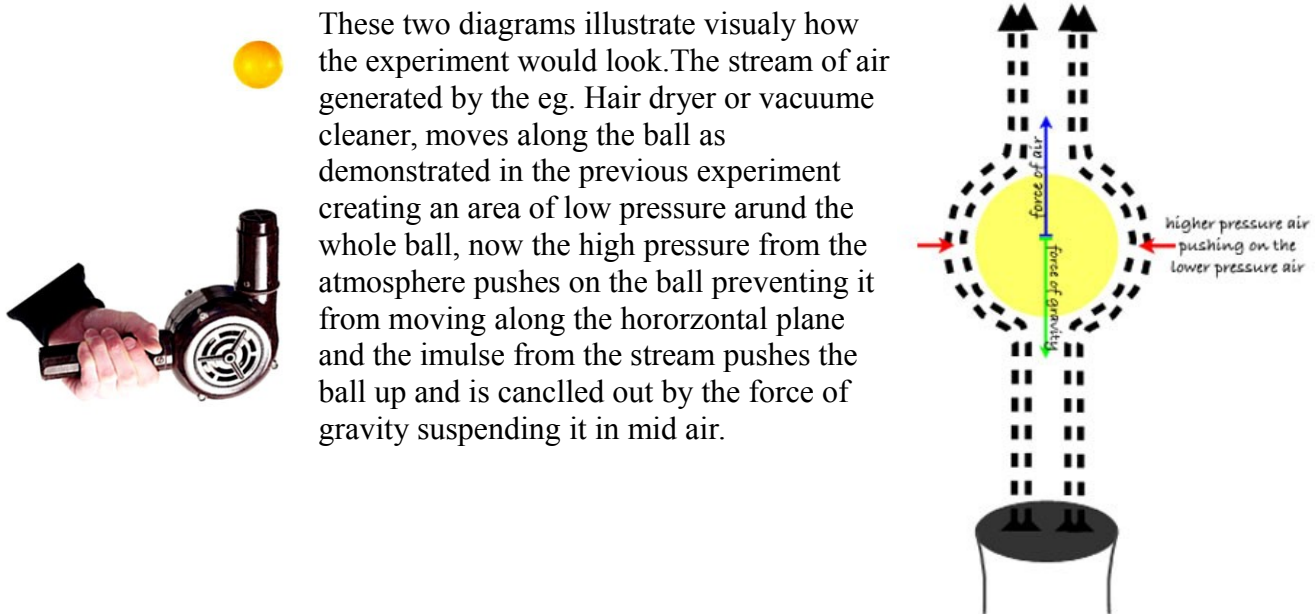 These two diagrams illustrate visualy how
the experiment would look.The stream of air
generated by the eg. Hair dryer or vacuume
cleaner, moves along the ball as
demonstrated in the previous experiment
creating an area of low pressure arund the
whole ball, now the high pressure from the
atmosphere pushes on the ball preventing it
from moving along the hororzontal plane
and the imulse from the stream pushes the
ball up and is canclled out by the force of
gravity suspending it in mid air.
force of air
force of gravity
higher pressure air
pushing on the
lower pressure air